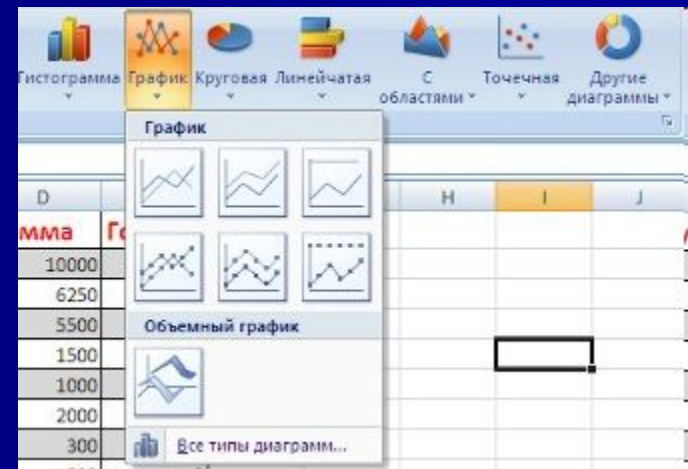 Гистограмма График Круговая Линейчатая С областями Точечная Другие диаграммы
График
D H I J
мма Го
10000
6250
5500
Объемный график
1500
1000
2000
300
Все типы диаграмм...